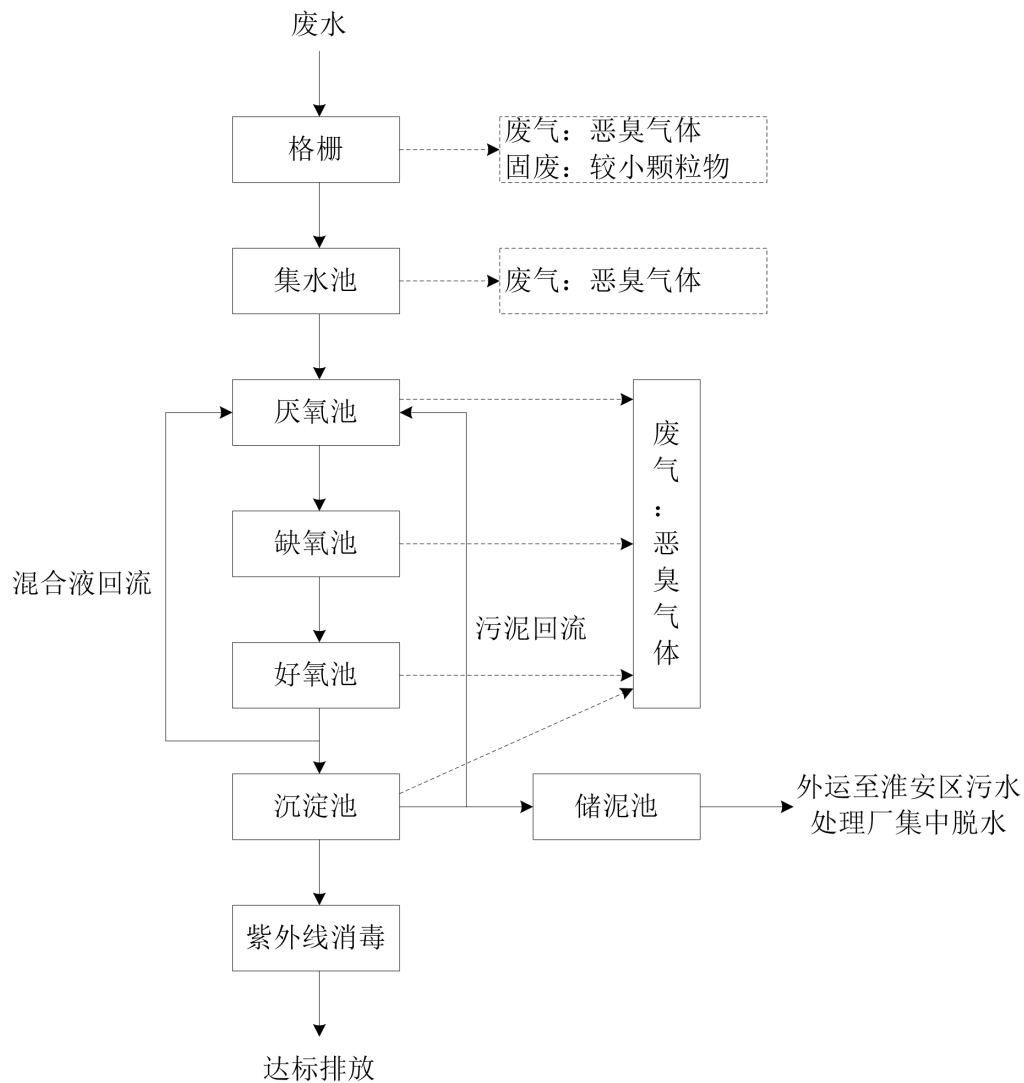 废水
格栅
废气：恶臭气体
固废：较小颗粒物
集水池
废气：恶臭气体
厌氧池
废气：恶臭气体
缺氧池
混合液回流
污泥回流
好氧池
沉淀池
储泥池
外运至淮安区污水
处理厂集中脱水
紫外线消毒
达标排放